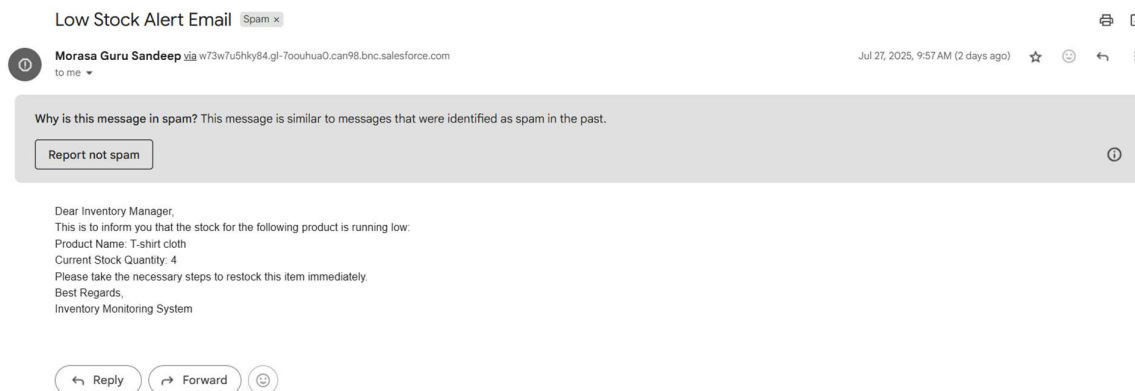 Low Stock Alert Email Spam ×
Morasa Guru Sandeep via w73w7u5hky84.gl-7oouhua0.can98.bnc.salesforce.com Jul 27, 2025, 9:57 AM (2 days ago)
to me
Why is this message in spam? This message is similar to messages that were identified as spam in the past.
Report not spam
Dear Inventory Manager,
This is to inform you that the stock for the following product is running low:
Product Name: T-shirt cloth
Current Stock Quantity: 4
Please take the necessary steps to restock this item immediately.
Best Regards,
Inventory Monitoring System
Reply Forward